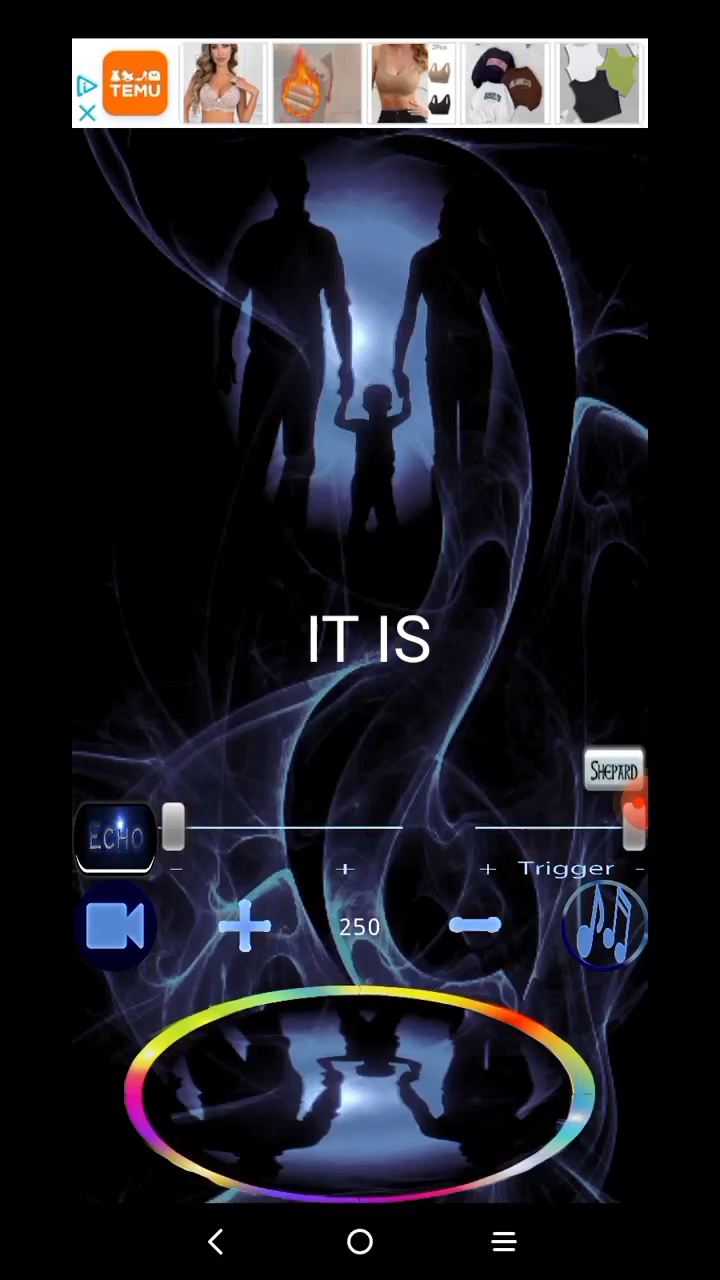 TEMU
IT IS
SHEPARD
ECHO
- + + Trigger -
250